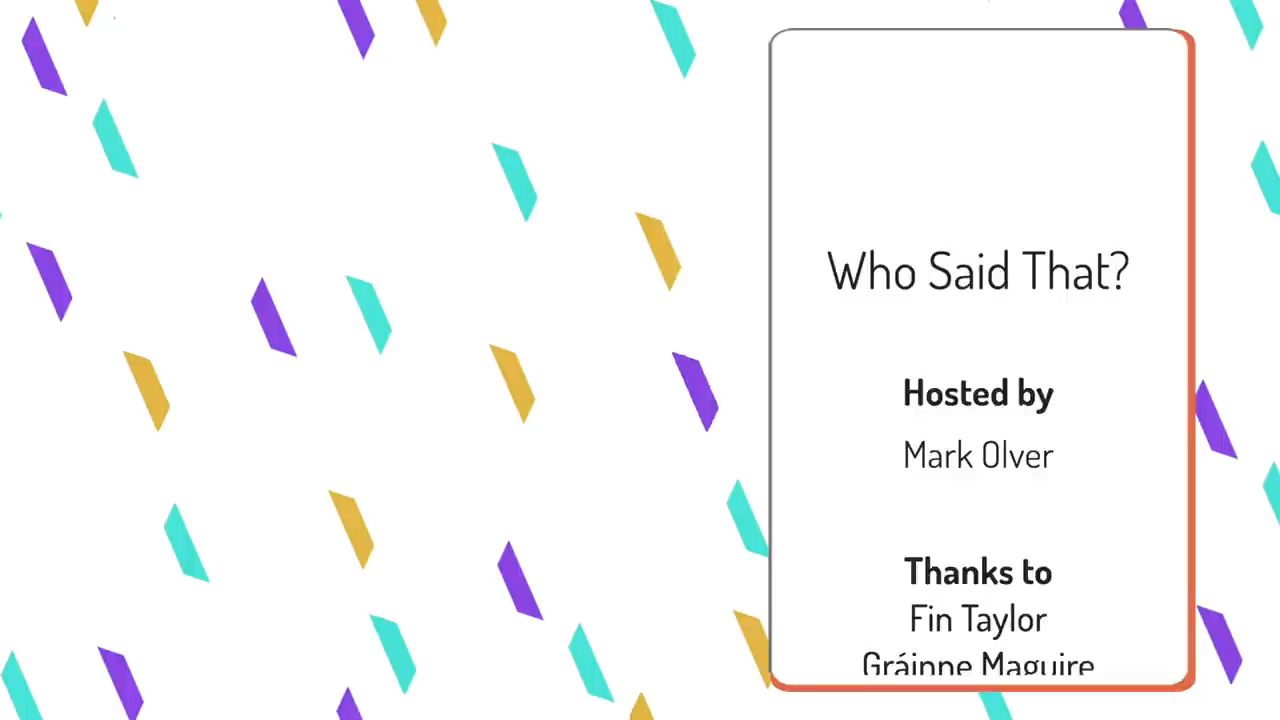 Who Said That?
Hosted by
Mark Olver
Thanks to
Fin Taylor
Gráinne Maguire